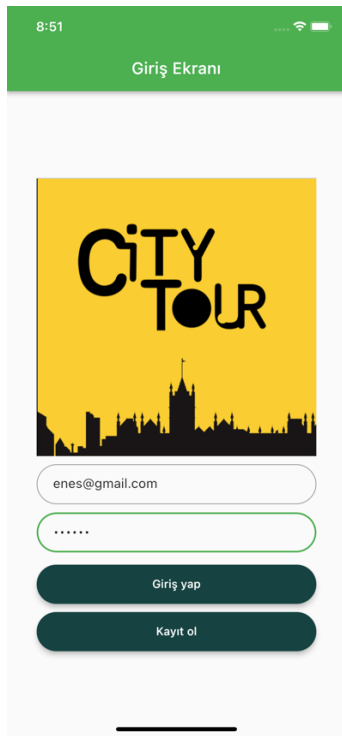 8:51
Giriş Ekranı
CiTY
TOUR
enes@gmail.com
••••••
Giriş yap
Kayıt ol